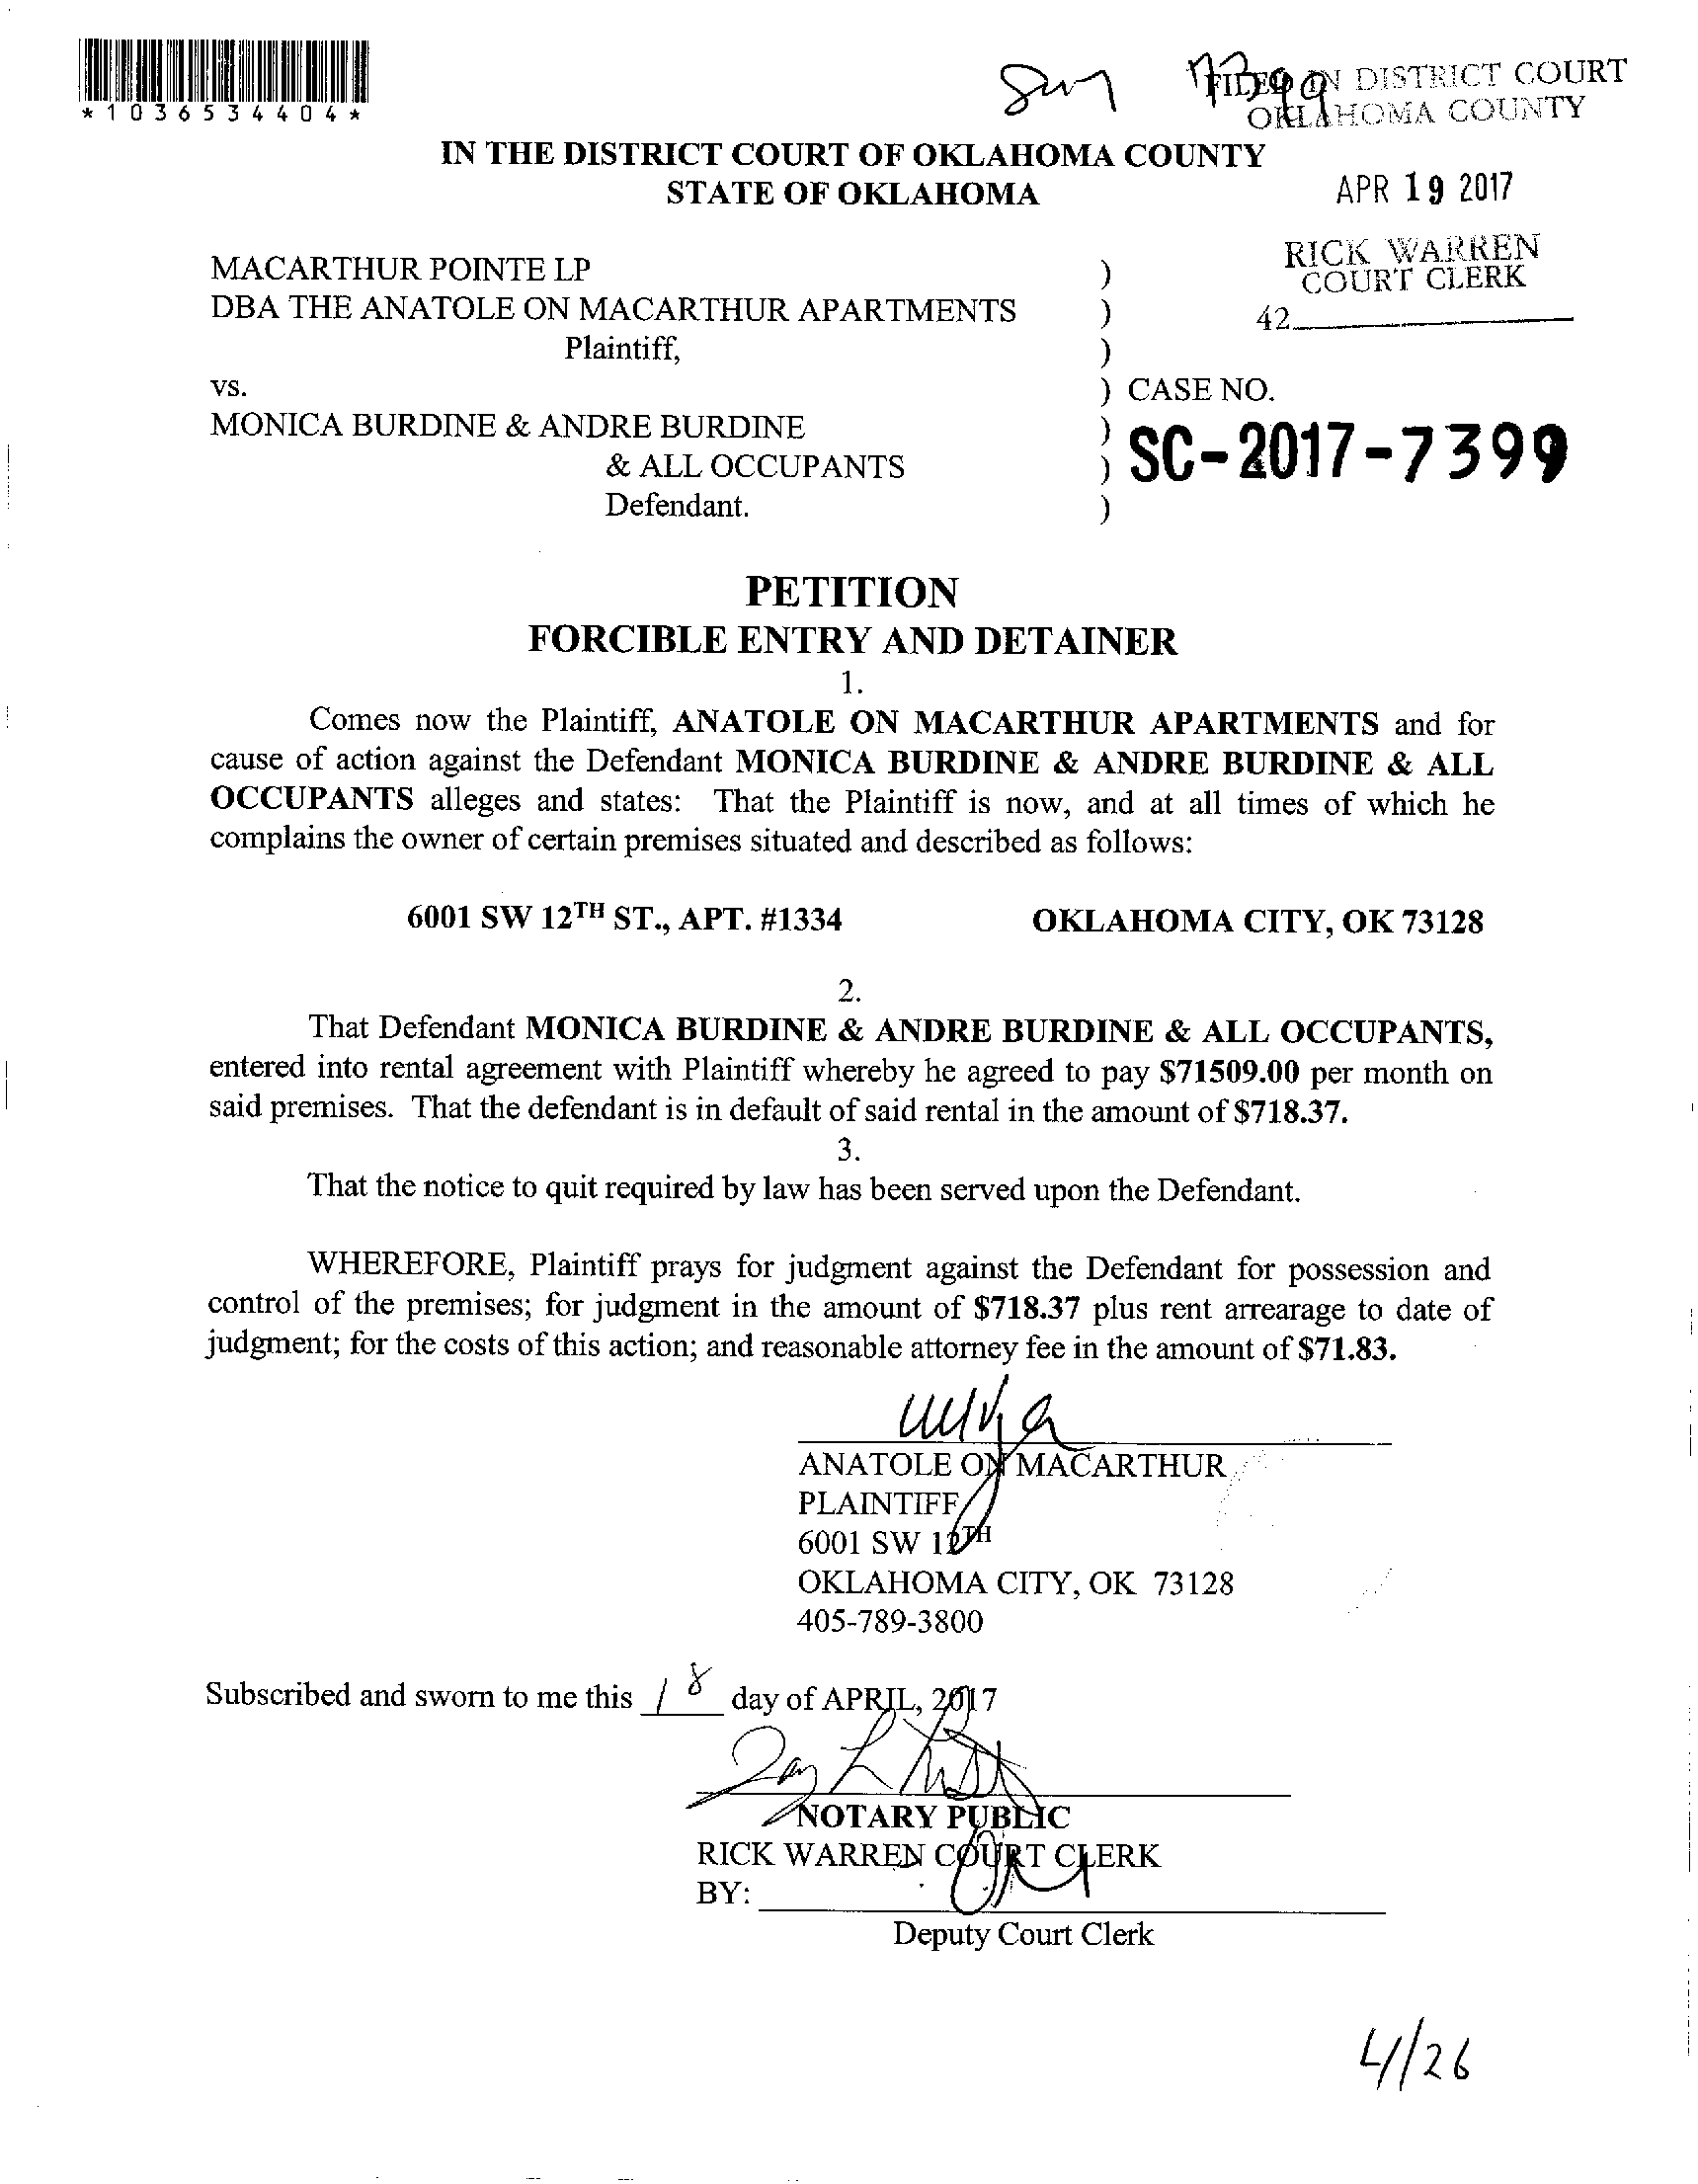 *1036534404*
7399
FILED IN DISTRICT COURT
OKLAHOMA COUNTY
IN THE DISTRICT COURT OF OKLAHOMA COUNTY
STATE OF OKLAHOMA
APR 19 2017
RICK WARREN
COURT CLERK
42
MACARTHUR POINTE LP )
DBA THE ANATOLE ON MACARTHUR APARTMENTS )
Plaintiff, )
vs. ) CASE NO.
MONICA BURDINE & ANDRE BURDINE )
& ALL OCCUPANTS ) SC-2017-7399
Defendant. )
PETITION
FORCIBLE ENTRY AND DETAINER
1.
Comes now the Plaintiff, ANATOLE ON MACARTHUR APARTMENTS and for
cause of action against the Defendant MONICA BURDINE & ANDRE BURDINE & ALL
OCCUPANTS alleges and states: That the Plaintiff is now, and at all times of which he
complains the owner of certain premises situated and described as follows:
6001 SW 12TH ST., APT. #1334 OKLAHOMA CITY, OK 73128
2.
That Defendant MONICA BURDINE & ANDRE BURDINE & ALL OCCUPANTS,
entered into rental agreement with Plaintiff whereby he agreed to pay $71509.00 per month on
said premises. That the defendant is in default of said rental in the amount of $718.37.
3.
That the notice to quit required by law has been served upon the Defendant.
WHEREFORE, Plaintiff prays for judgment against the Defendant for possession and
control of the premises; for judgment in the amount of $718.37 plus rent arrearage to date of
judgment; for the costs of this action; and reasonable attorney fee in the amount of $71.83.
ANATOLE ON MACARTHUR
PLAINTIFF
6001 SW 12TH
OKLAHOMA CITY, OK 73128
405-789-3800
Subscribed and sworn to me this 18 day of APRIL, 2017
NOTARY PUBLIC
RICK WARREN COURT CLERK
BY:
Deputy Court Clerk
4/26